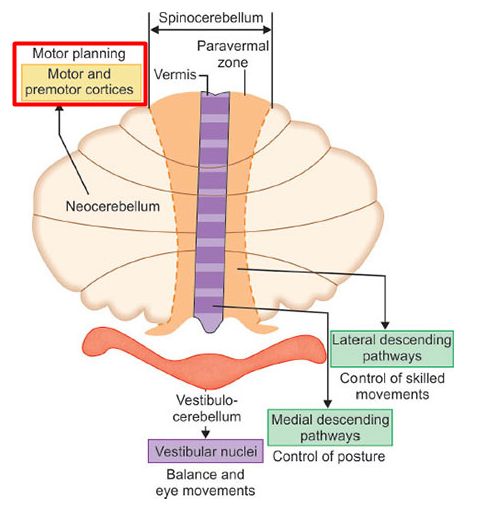 Spinocerebellum
Motor planning
Motor and
premotor cortices
Vermis
Paravermal
zone
Neocerebellum
Lateral descending
pathways
Control of skilled
movements
Vestibulo-
cerebellum
Medial descending
pathways
Control of posture
Vestibular nuclei
Balance and
eye movements